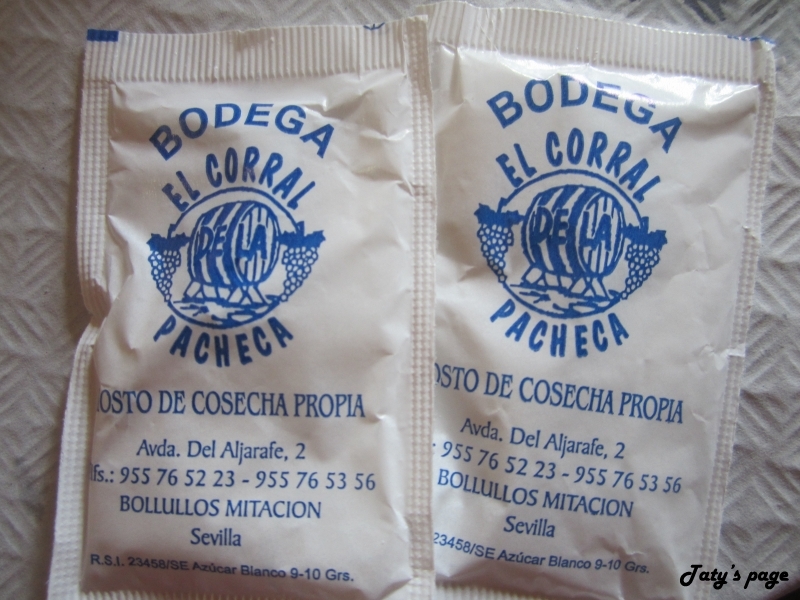 BODEGA
EL CORRAL
DE LA
PACHECA
OSTO DE COSECHA PROPIA
Avda. Del Aljarafe, 2
lfs.: 955 76 52 23 - 955 76 53 56
BOLLULLOS MITACION
Sevilla
R.S.I. 23458/SE Azúcar Blanco 9-10 Grs.
BODEGA
EL CORRAL
DE LA
PACHECA
OSTO DE COSECHA PROPIA
Avda. Del Aljarafe, 2
: 955 76 52 23 - 955 76 53 56
BOLLULLOS MITACION
Sevilla
23458/SE Azúcar Blanco 9-10 Grs.
Taty's page